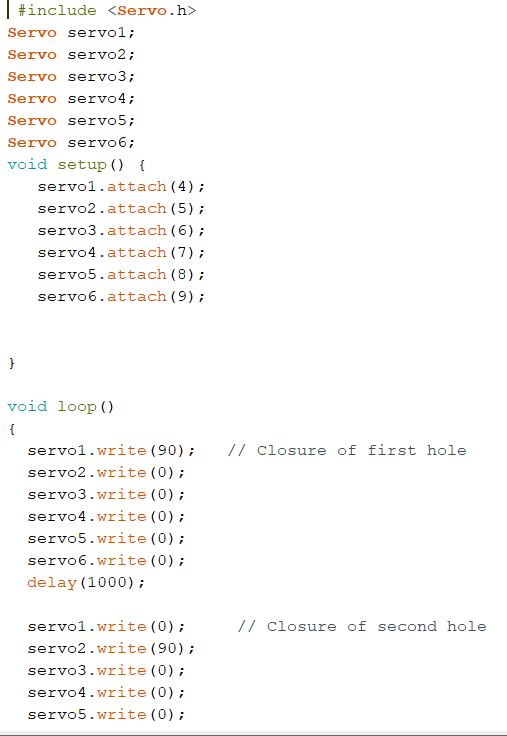 #include <Servo.h>
Servo servo1;
Servo servo2;
Servo servo3;
Servo servo4;
Servo servo5;
Servo servo6;
void setup() {
servo1.attach(4);
servo2.attach(5);
servo3.attach(6);
servo4.attach(7);
servo5.attach(8);
servo6.attach(9);
}
void loop()
{
servo1.write(90); // Closure of first hole
servo2.write(0);
servo3.write(0);
servo4.write(0);
servo5.write(0);
servo6.write(0);
delay(1000);
servo1.write(0); // Closure of second hole
servo2.write(90);
servo3.write(0);
servo4.write(0);
servo5.write(0);